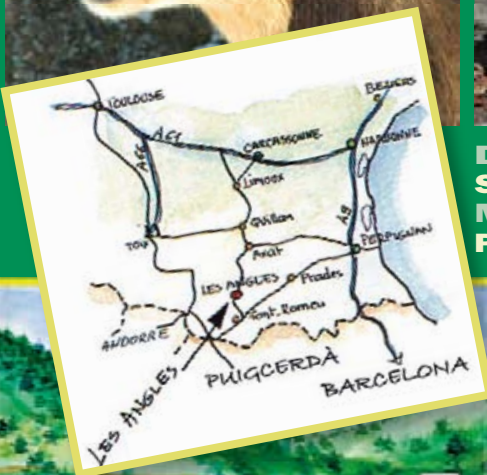 TOULOUSE
BEZIERS
A61
CARCASSONNE
NARBONNE
A66
LIMOUX
A9
Quillan
Axat
PERPIGNAN
LES ANGLES
Prades
Font-Romeu
ANDORRE
PUIGCERDÀ
LES ANGLES
BARCELONA
D
S
M
P